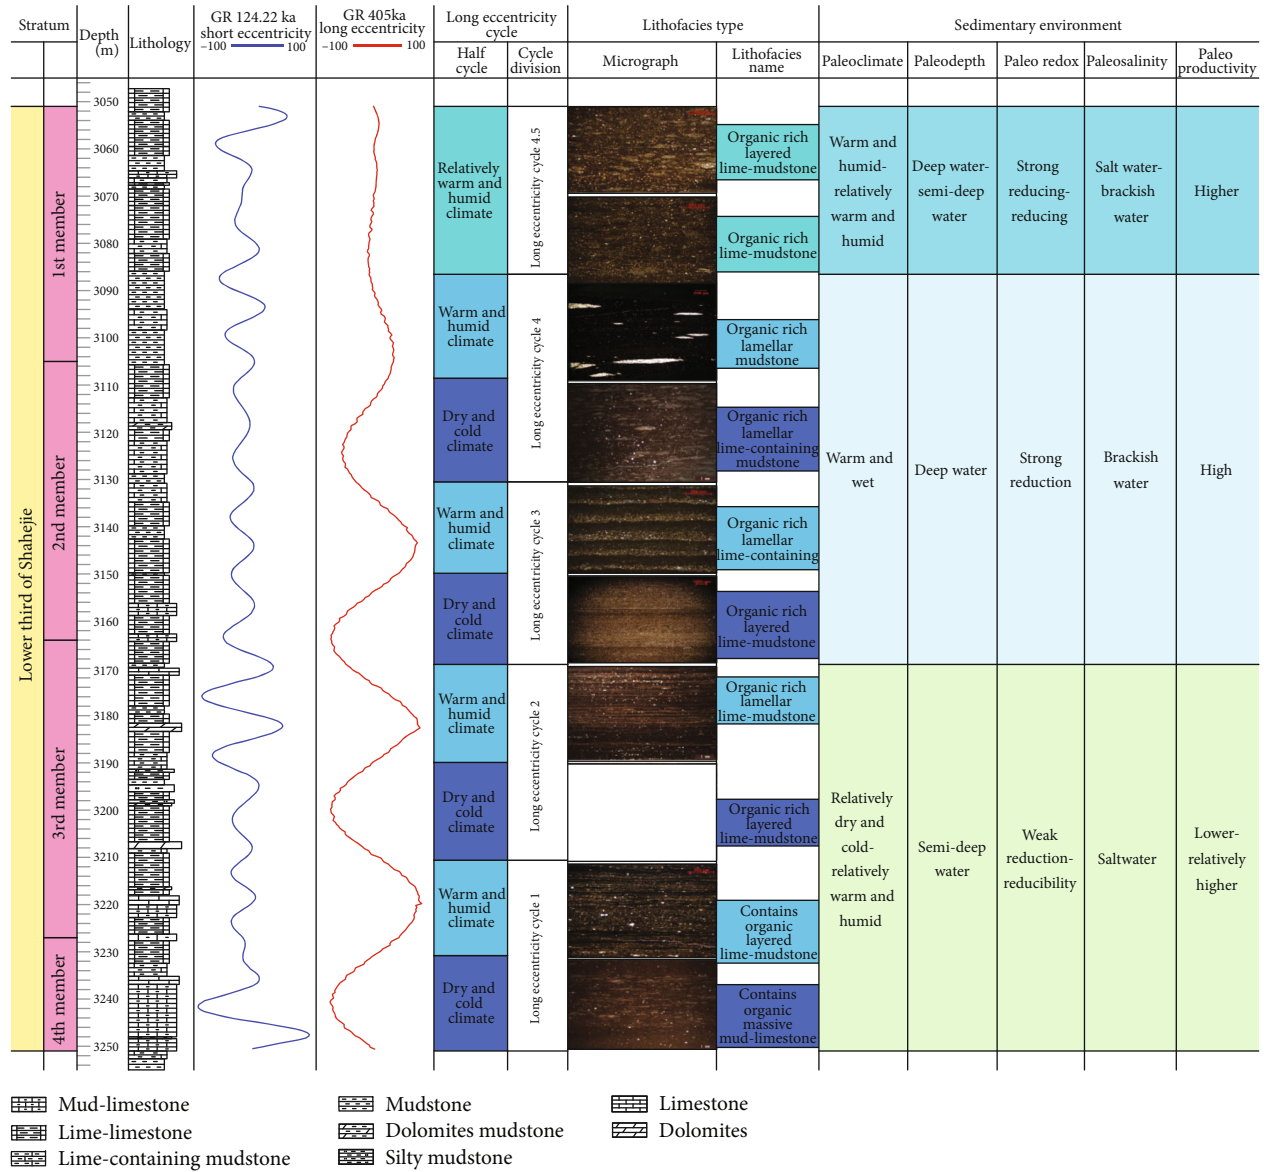 Stratum
Depth
(m)
Lithology
GR 124.22 ka
short eccentricity
−100 100
GR 405ka
long eccentricity
−100 100
Long eccentricity
cycle
Half
cycle
Cycle
division
Lithofacies type
Micrograph
Lithofacies
name
Sedimentary environment
Paleoclimate
Paleodepth
Paleo redox
Paleosalinity
Paleo
productivity
Lower third of Shahejie
1st member
2nd member
3rd member
4th member
3050
3060
3070
3080
3090
3100
3110
3120
3130
3140
3150
3160
3170
3180
3190
3200
3210
3220
3230
3240
3250
Relatively
warm and
humid
climate
Warm and
humid
climate
Dry and
cold
climate
Warm and
humid
climate
Dry and
cold
climate
Warm and
humid
climate
Dry and
cold
climate
Warm and
humid
climate
Dry and
cold
climate
Long eccentricity cycle 4.5
Long eccentricity cycle 4
Long eccentricity cycle 3
Long eccentricity cycle 2
Long eccentricity cycle 1
Organic rich
layered
lime-mudstone
Organic rich
lime-mudstone
Organic rich
lamellar
mudstone
Organic rich
lamellar
lime-containing
mudstone
Organic rich
lamellar
lime-containing
Organic rich
layered
lime-mudstone
Organic rich
lamellar
lime-mudstone
Organic rich
layered
lime-mudstone
Contains
organic
layered
lime-mudstone
Contains
organic
massive
mud-limestone
Warm and
humid-
relatively
warm and
humid
Deep water-
semi-deep
water
Strong
reducing-
reducing
Salt water-
brackish
water
Higher
Warm and
wet
Deep water
Strong
reduction
Brackish
water
High
Relatively
dry and
cold-
relatively
warm and
humid
Semi-deep
water
Weak
reduction-
reducibility
Saltwater
Lower-
relatively
higher
Mud-limestone
Lime-limestone
Lime-containing mudstone
Mudstone
Dolomites mudstone
Silty mudstone
Limestone
Dolomites